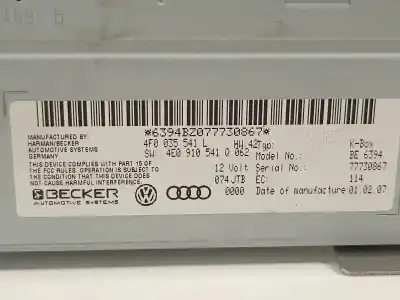 *6394BZ077730867*
MANUFACTURED BY:
HARMAN/BECKER
AUTOMOTIVE SYSTEMS
GERMANY
4F0 035 541 L HW 42
SW: 4E0 910 541 Q 062
THIS DEVICE COMPLIES WITH PART 15 OF
THE FCC RULES. OPERATION IS SUBJECT TO
THE CONDITION THAT THIS DEVICE DOES
NOT CAUSE HARMFUL INTERFERENCE
Typ: K-Box
Model No.: BE 6394
12 Volt Serial No.: 77730867
074 JTB EC: 114
0000 Date of manufacture: 01.02.07
BECKER
AUTOMOTIVE SYSTEMS